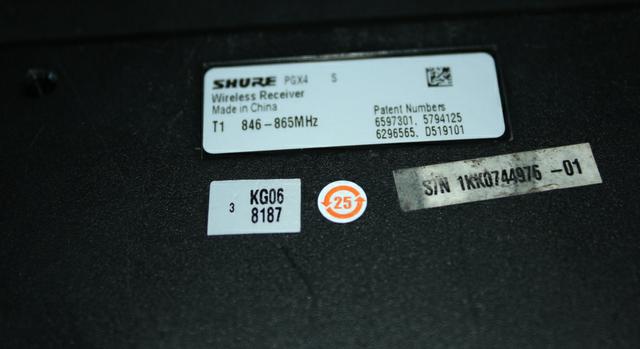 SHURE PGX4 S
Wireless Receiver
Made in China
T1 846-865MHz
Patent Numbers
6597301, 5794125
6296565, D519101
S/N 1KK0744976 -01
3 KG06
8187
25